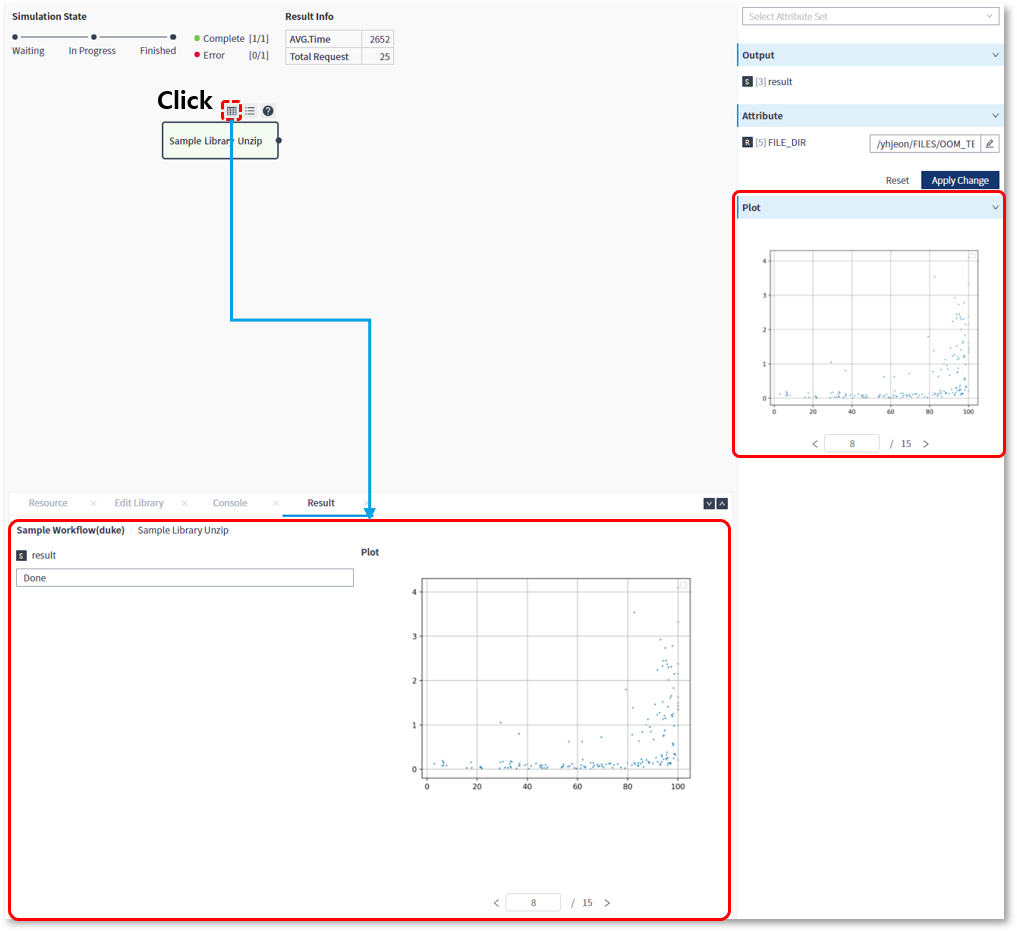 Simulation State
Waiting
In Progress
Finished
Complete [1/1]
Error [0/1]
Result Info
AVG.Time 2652
Total Request 25
Click
Sample Library Unzip
Select Attribute Set
Output
S [3] result
Attribute
R [5] FILE_DIR /yhjeon/FILES/OOM_TE
Reset Apply Change
Plot
4
3
2
1
0
0 20 40 60 80 100
< 8 / 15 >
Resource × Edit Library × Console × Result
Sample Workflow(duke) Sample Library Unzip
S result
Done
Plot
4
3
2
1
0
0 20 40 60 80 100
< 8 / 15 >